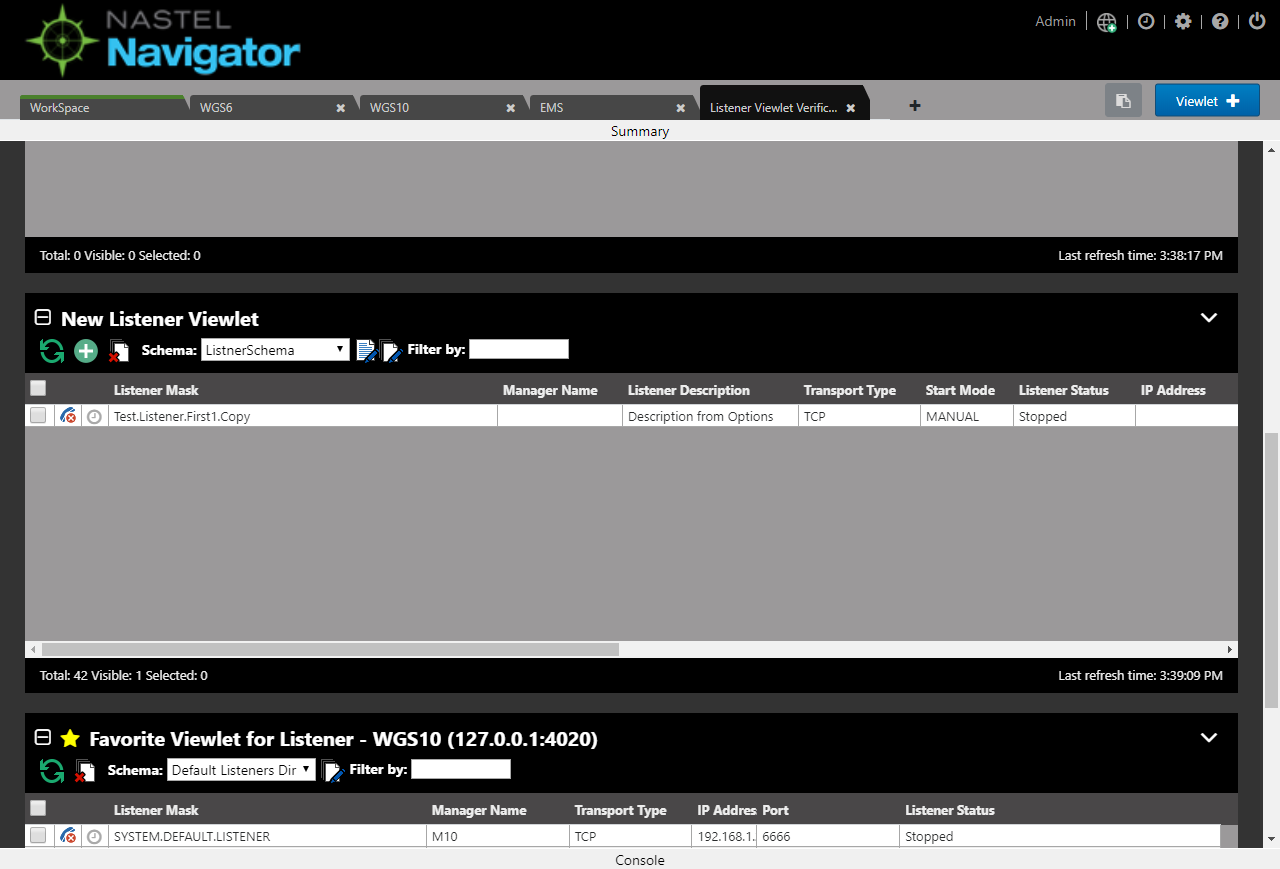 NASTEL
Navigator
Admin
WorkSpace
WGS6
WGS10
EMS
Listener Viewlet Verific...
Viewlet
Summary
Total: 0 Visible: 0 Selected: 0
Last refresh time: 3:38:17 PM
New Listener Viewlet
Schema: ListnerSchema Filter by:
Listener Mask Manager Name Listener Description Transport Type Start Mode Listener Status IP Address
Test.Listener.First1.Copy Description from Options TCP MANUAL Stopped
Total: 42 Visible: 1 Selected: 0
Last refresh time: 3:39:09 PM
Favorite Viewlet for Listener - WGS10 (127.0.0.1:4020)
Schema: Default Listeners Dir Filter by:
Listener Mask Manager Name Transport Type IP Addres Port Listener Status
SYSTEM.DEFAULT.LISTENER M10 TCP 192.168.1. 6666 Stopped
Console